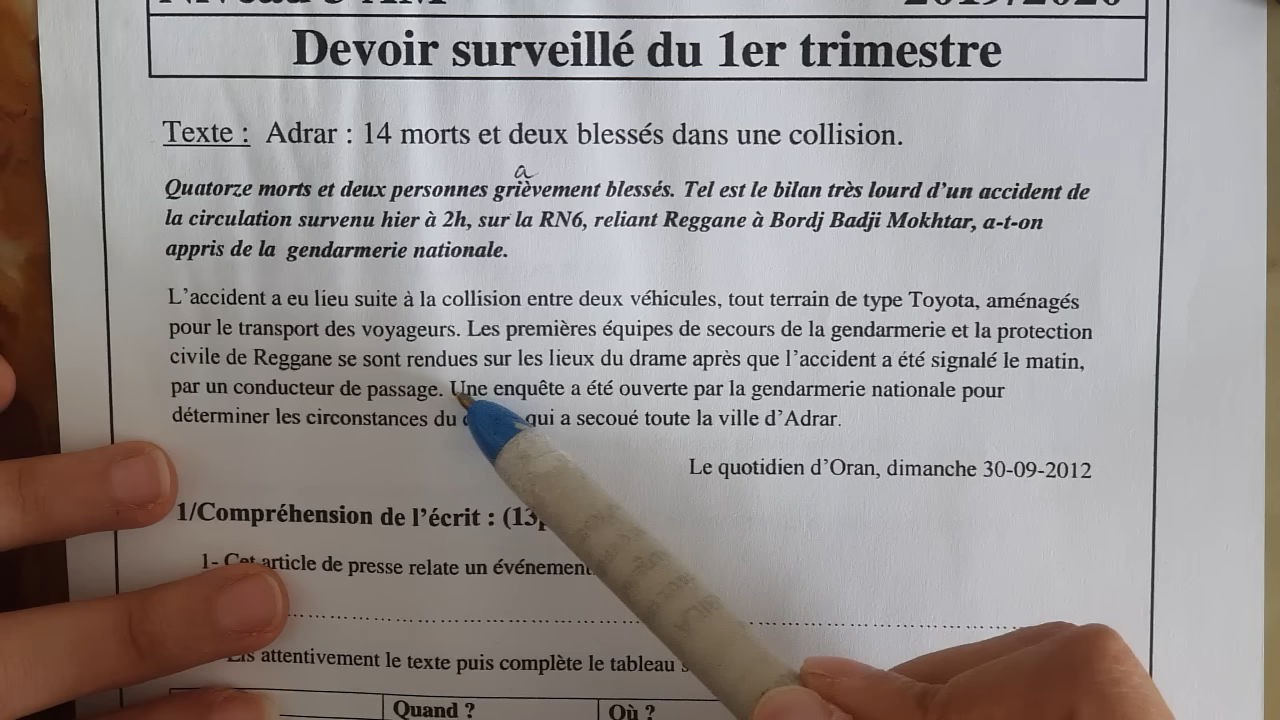 Devoir surveillé du 1er trimestre
Texte : Adrar : 14 morts et deux blessés dans une collision.
a
Quatorze morts et deux personnes grièvement blessés. Tel est le bilan très lourd d'un accident de
la circulation survenu hier à 2h, sur la RN6, reliant Reggane à Bordj Badji Mokhtar, a-t-on
appris de la gendarmerie nationale.
L'accident a eu lieu suite à la collision entre deux véhicules, tout terrain de type Toyota, aménagés
pour le transport des voyageurs. Les premières équipes de secours de la gendarmerie et la protection
civile de Reggane se sont rendues sur les lieux du drame après que l'accident a été signalé le matin,
par un conducteur de passage. Une enquête a été ouverte par la gendarmerie nationale pour
déterminer les circonstances du qui a secoué toute la ville d'Adrar.
Le quotidien d'Oran, dimanche 30-09-2012
1/Compréhension de l'écrit : (13
1- Cet article de presse relate un événement
Lis attentivement le texte puis complète le tableau
Quand ? Où ?